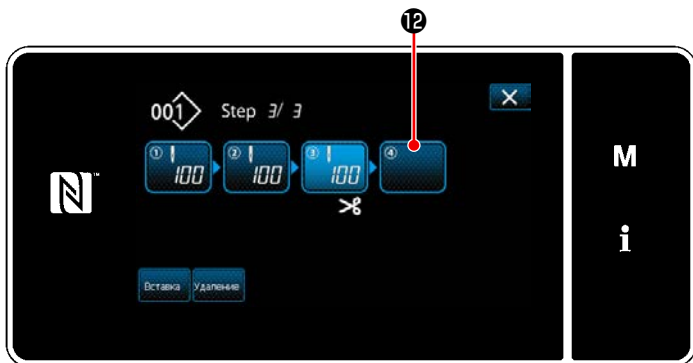 ⓬
001 Step 3/ 3
① 100 ② 100 ③ 100 ④
M
i
Вставка Удаление